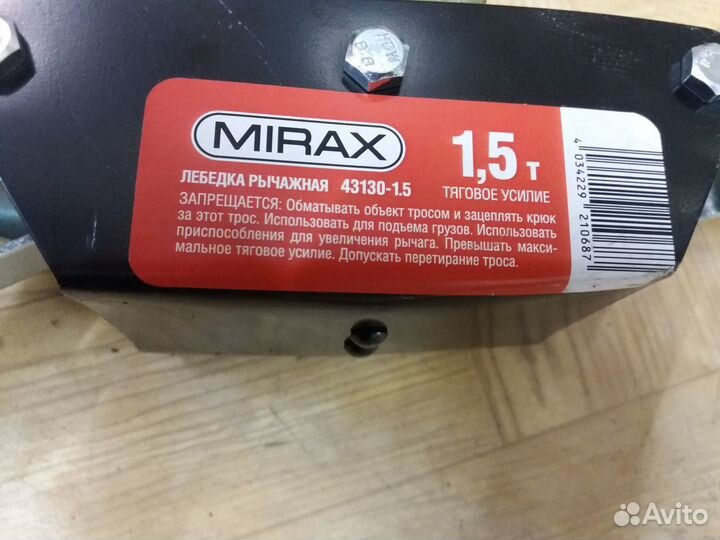 MIRAX
1,5 т
ЛЕБЕДКА РЫЧАЖНАЯ 43130-1.5
ТЯГОВОЕ УСИЛИЕ
ЗАПРЕЩАЕТСЯ: Обматывать объект тросом и зацеплять крюк
за этот трос. Использовать для подъема грузов. Использовать
приспособления для увеличения рычага. Превышать макси-
мальное тяговое усилие. Допускать перетирание троса.
4 034229 210687
8.8
Avito